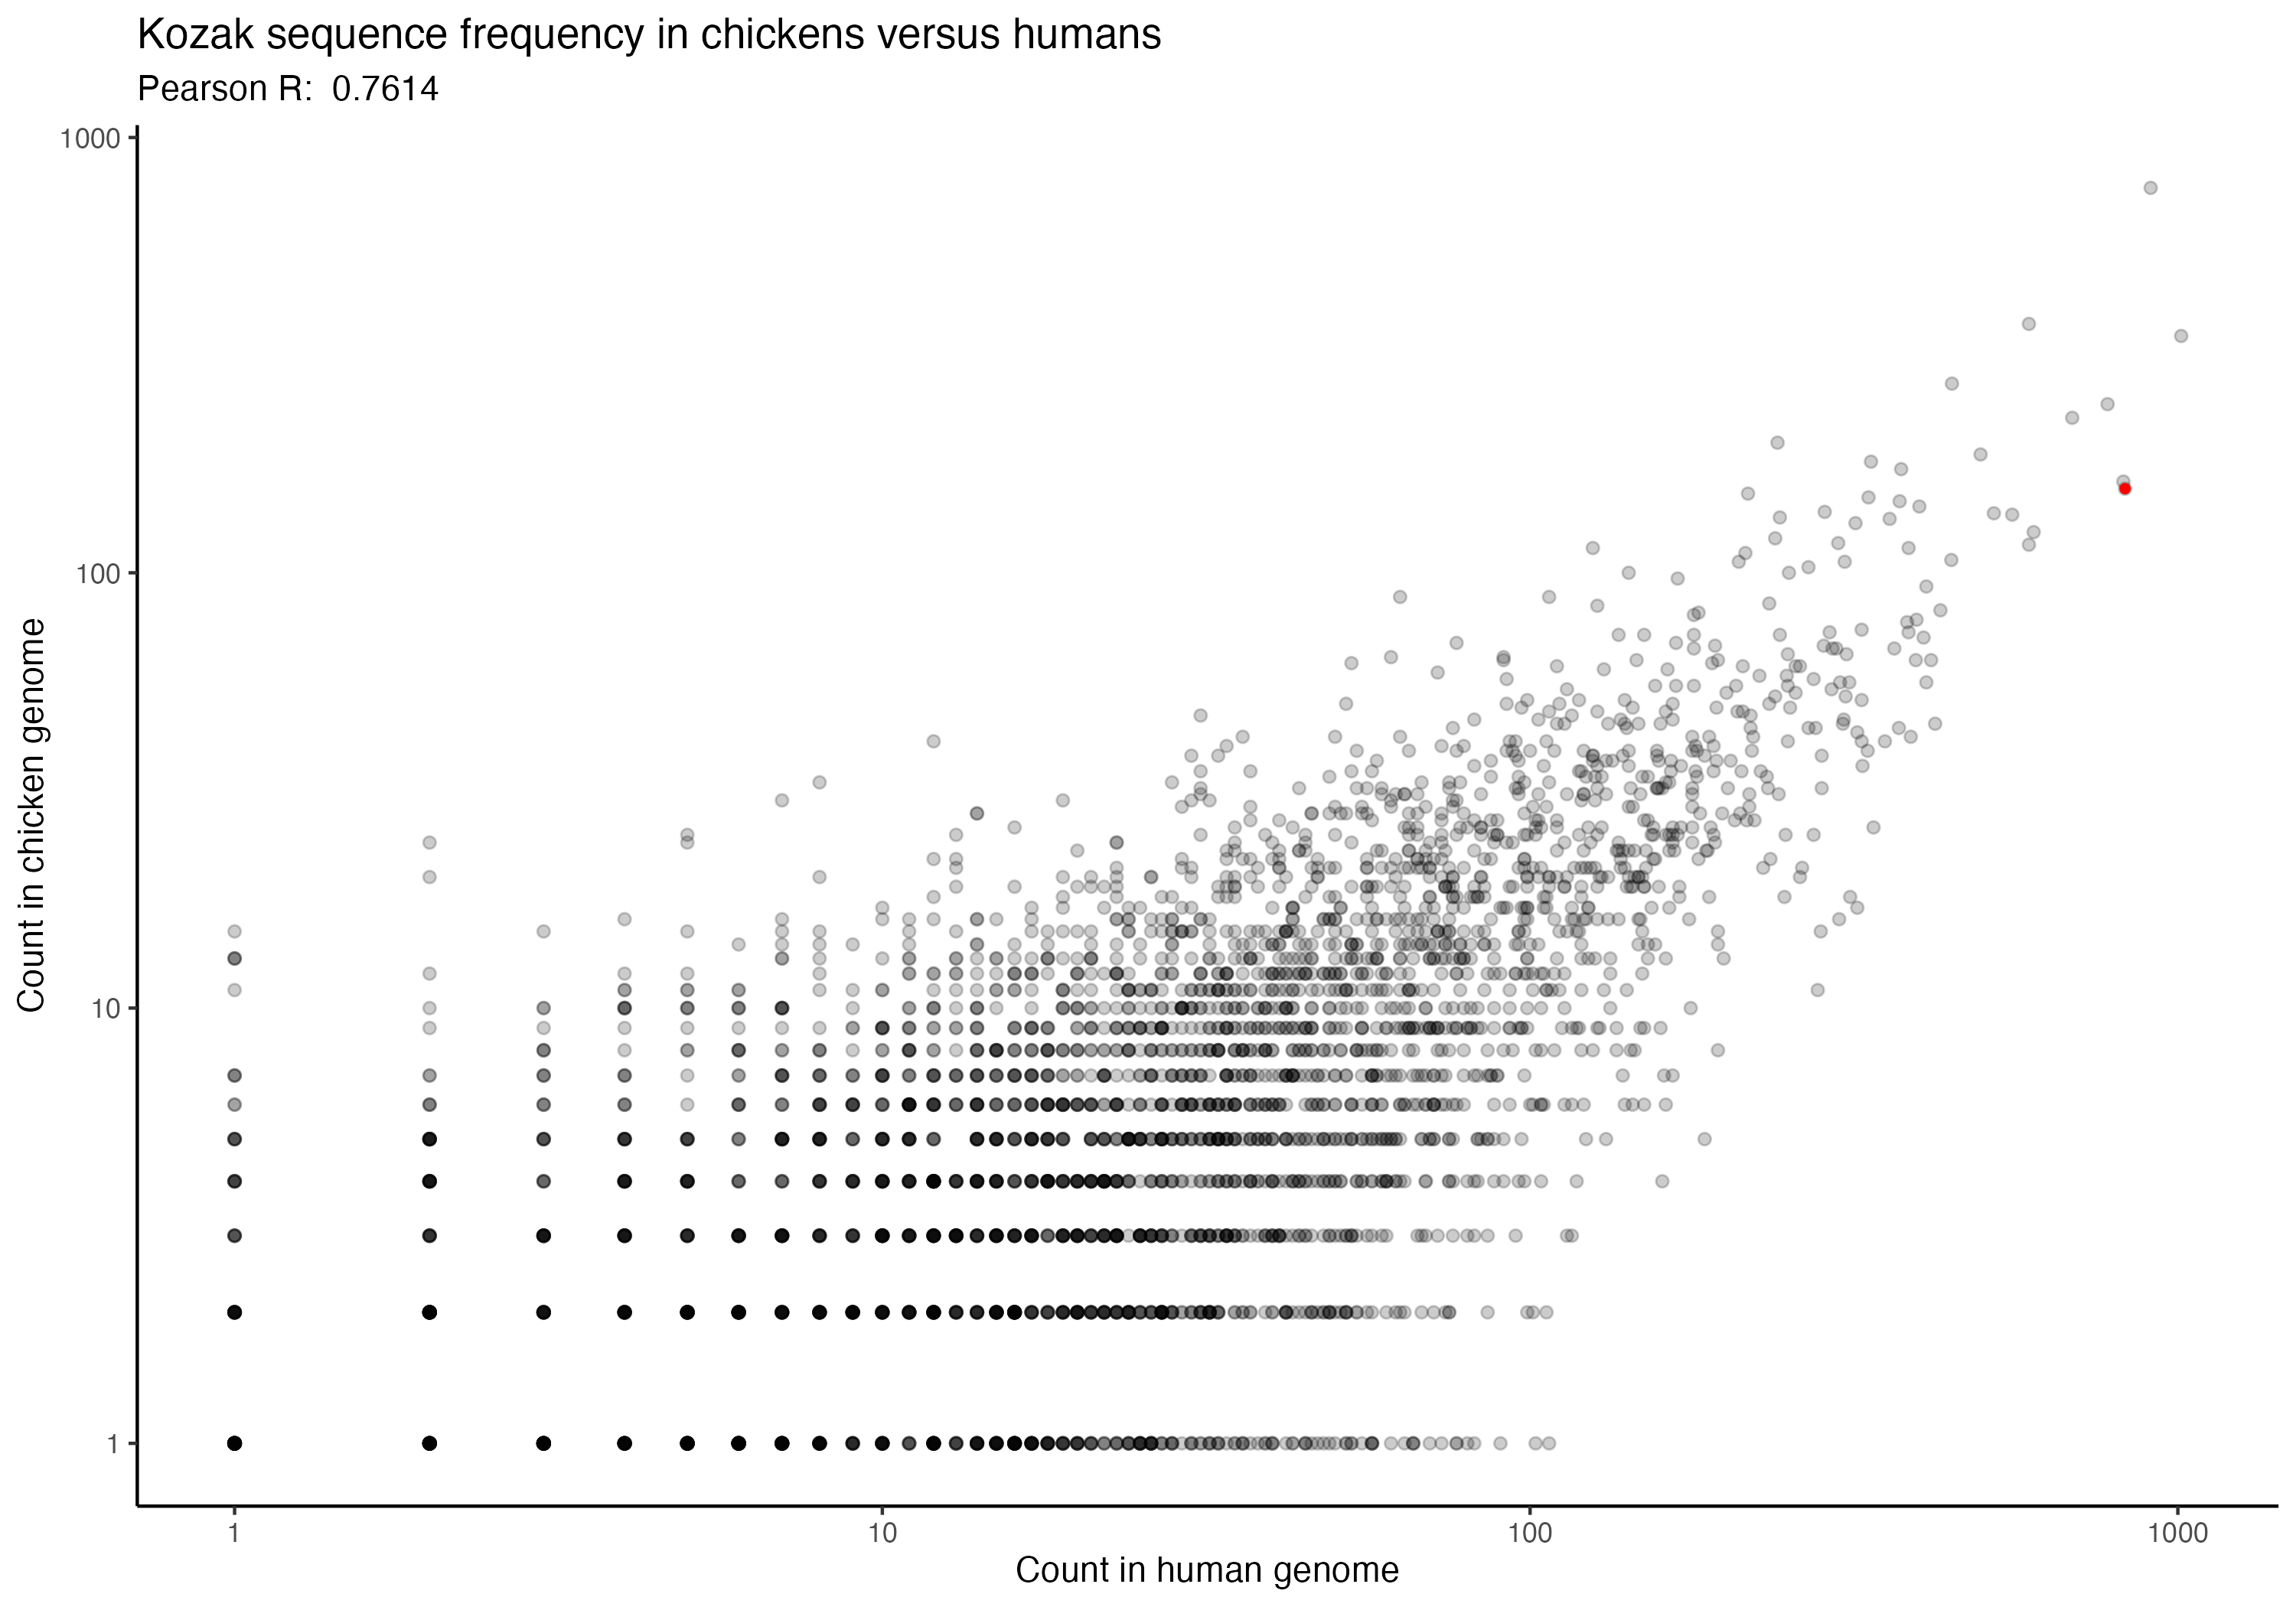 Kozak sequence frequency in chickens versus humans
Pearson R: 0.7614
1000
100
10
1
Count in chicken genome
1
10
100
1000
Count in human genome